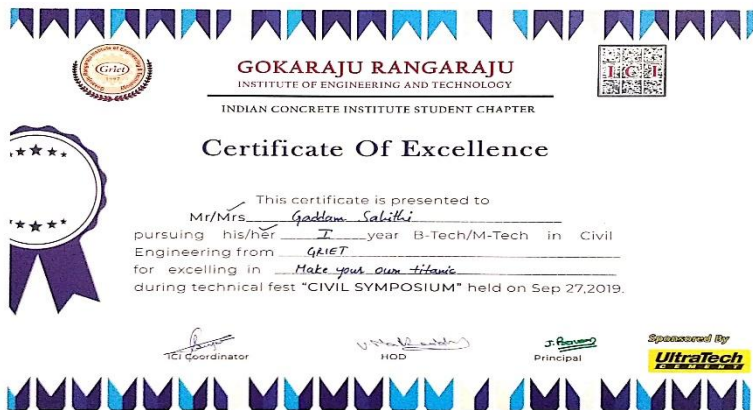 Griet
GOKARAJU RANGARAJU
INSTITUTE OF ENGINEERING AND TECHNOLOGY
ICI
INDIAN CONCRETE INSTITUTE STUDENT CHAPTER
Certificate Of Excellence
This certificate is presented to
Mr/Mrs Gaddam Sahithi
pursuing his/her I year B-Tech/M-Tech in Civil
Engineering from GRIET
for excelling in Make your own titanic
during technical fest "CIVIL SYMPOSIUM" held on Sep 27,2019.
ICI Coordinator
HOD
Principal
Sponsored By
UltraTech
CEMENT